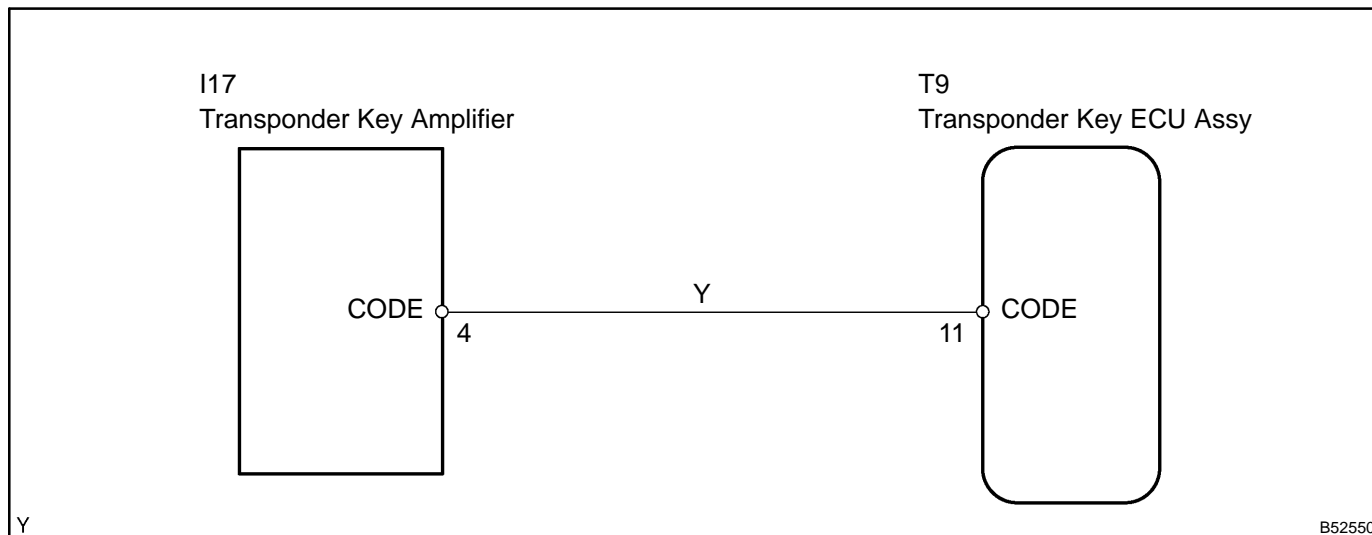 I17
Transponder Key Amplifier
T9
Transponder Key ECU Assy
CODE
4
Y
11
CODE
Y
B52550